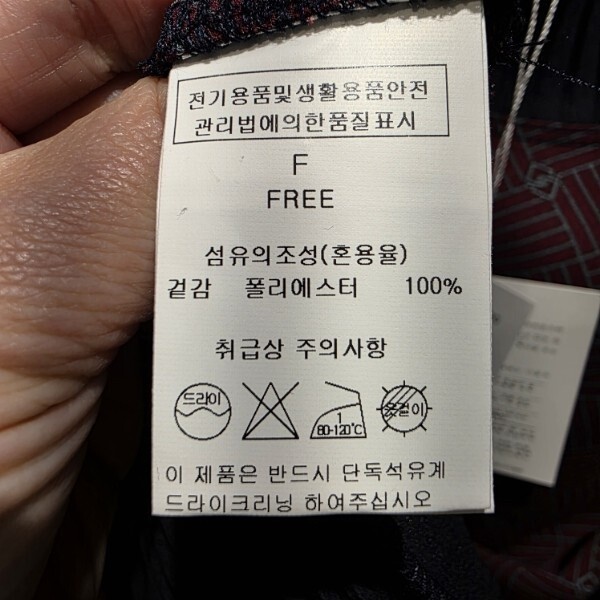 전기용품및생활용품안전
관리법에의한품질표시
F
FREE
섬유의조성(혼용율)
겉감 폴리에스터 100%
취급상 주의사항
드라이
1
80-120℃
옷걸이
이 제품은 반드시 단독석유계
드라이크리닝 하여주십시오